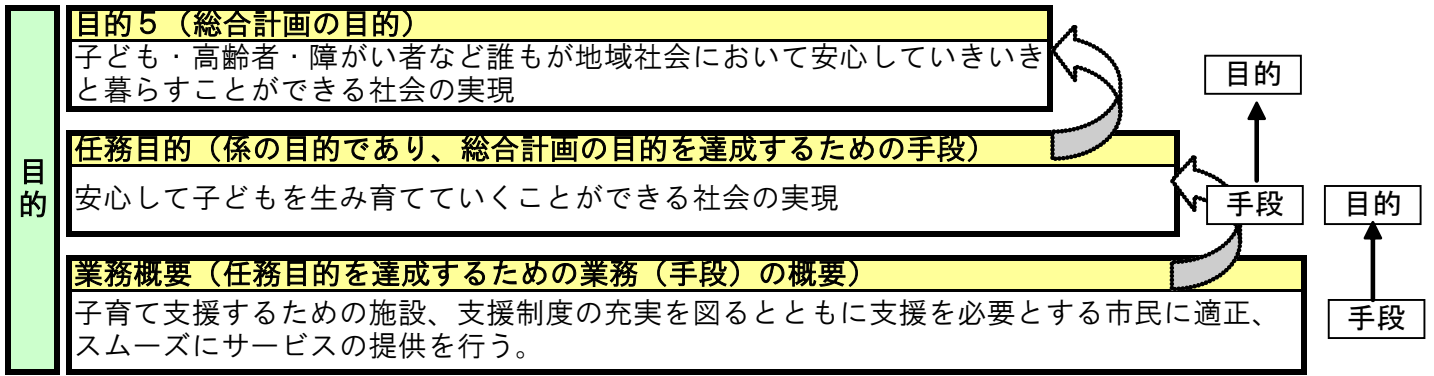 目的
目的５（総合計画の目的）
子ども・高齢者・障がい者など誰もが地域社会において安心していきいき
と暮らすことができる社会の実現
任務目的（係の目的であり、総合計画の目的を達成するための手段）
安心して子どもを生み育てていくことができる社会の実現
業務概要（任務目的を達成するための業務（手段）の概要）
子育て支援するための施設、支援制度の充実を図るとともに支援を必要とする市民に適正、
スムーズにサービスの提供を行う。
目的
手段
目的
手段